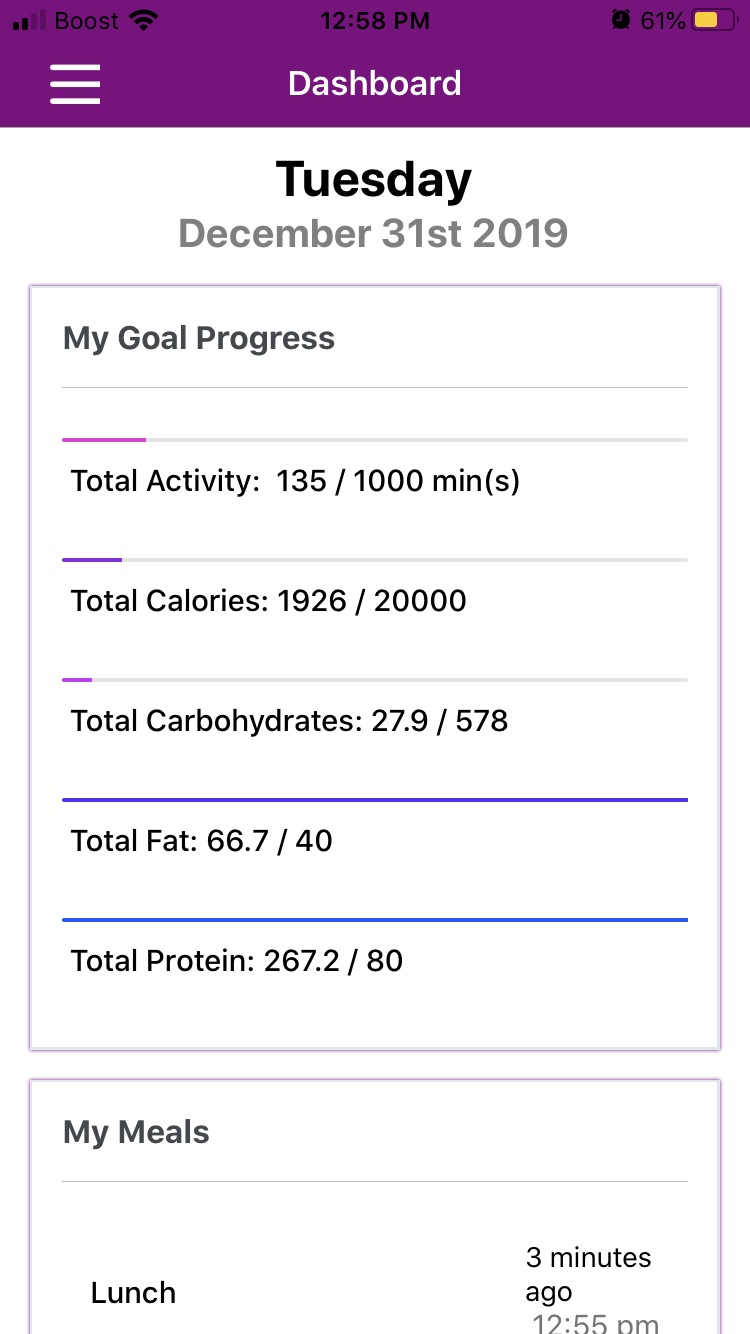 Boost 12:58 PM 61%
Dashboard
Tuesday
December 31st 2019
My Goal Progress
Total Activity:  135 / 1000 min(s)
Total Calories: 1926 / 20000
Total Carbohydrates: 27.9 / 578
Total Fat: 66.7 / 40
Total Protein: 267.2 / 80
My Meals
Lunch
3 minutes
ago
12:55 pm